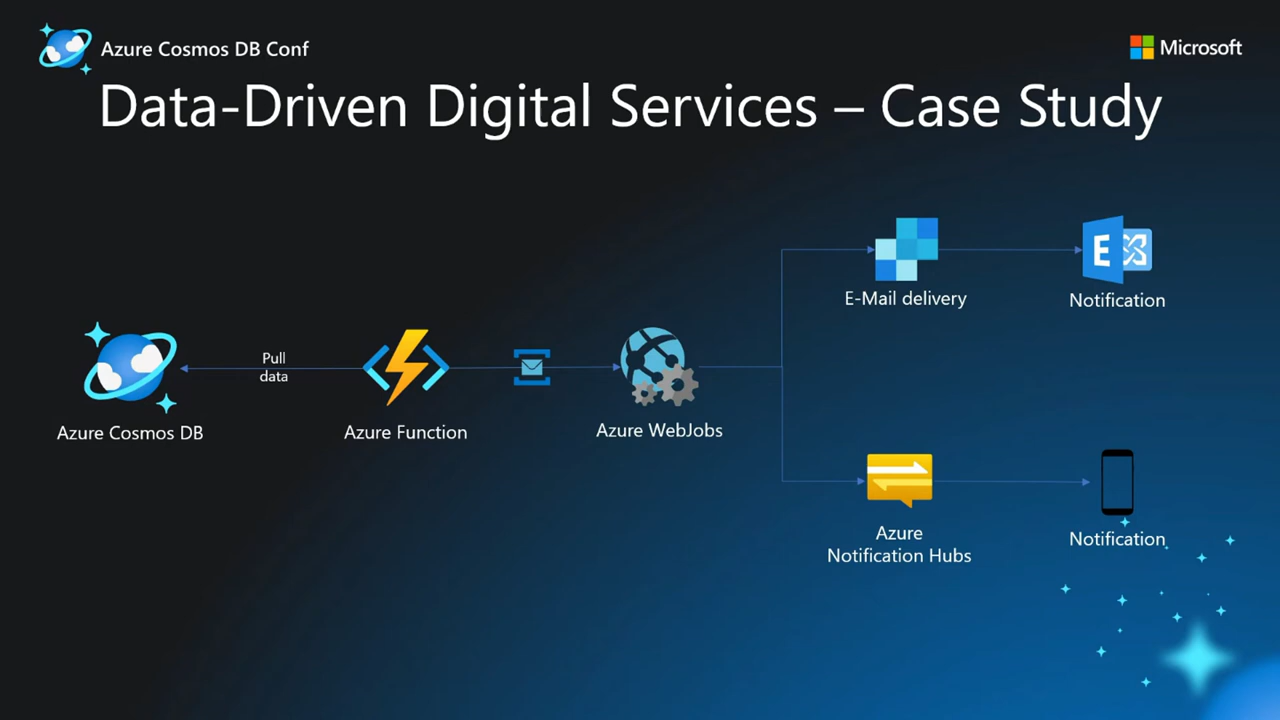 Azure Cosmos DB Conf
Microsoft
Data-Driven Digital Services – Case Study
E-Mail delivery
Notification
Pull
data
Azure Cosmos DB
Azure Function
Azure WebJobs
E
Azure
Notification Hubs
Notification